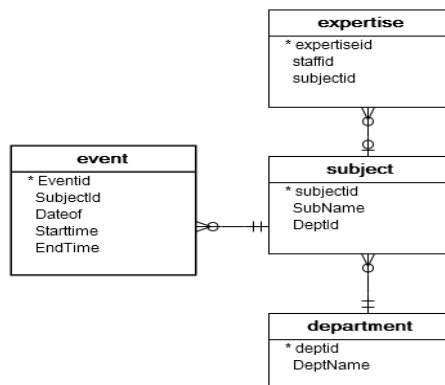 expertise
* expertiseid
staffid
subjectid
event
* Eventid
SubjectId
Dateof
Starttime
EndTime
subject
* subjectid
SubName
DeptId
department
* deptid
DeptName